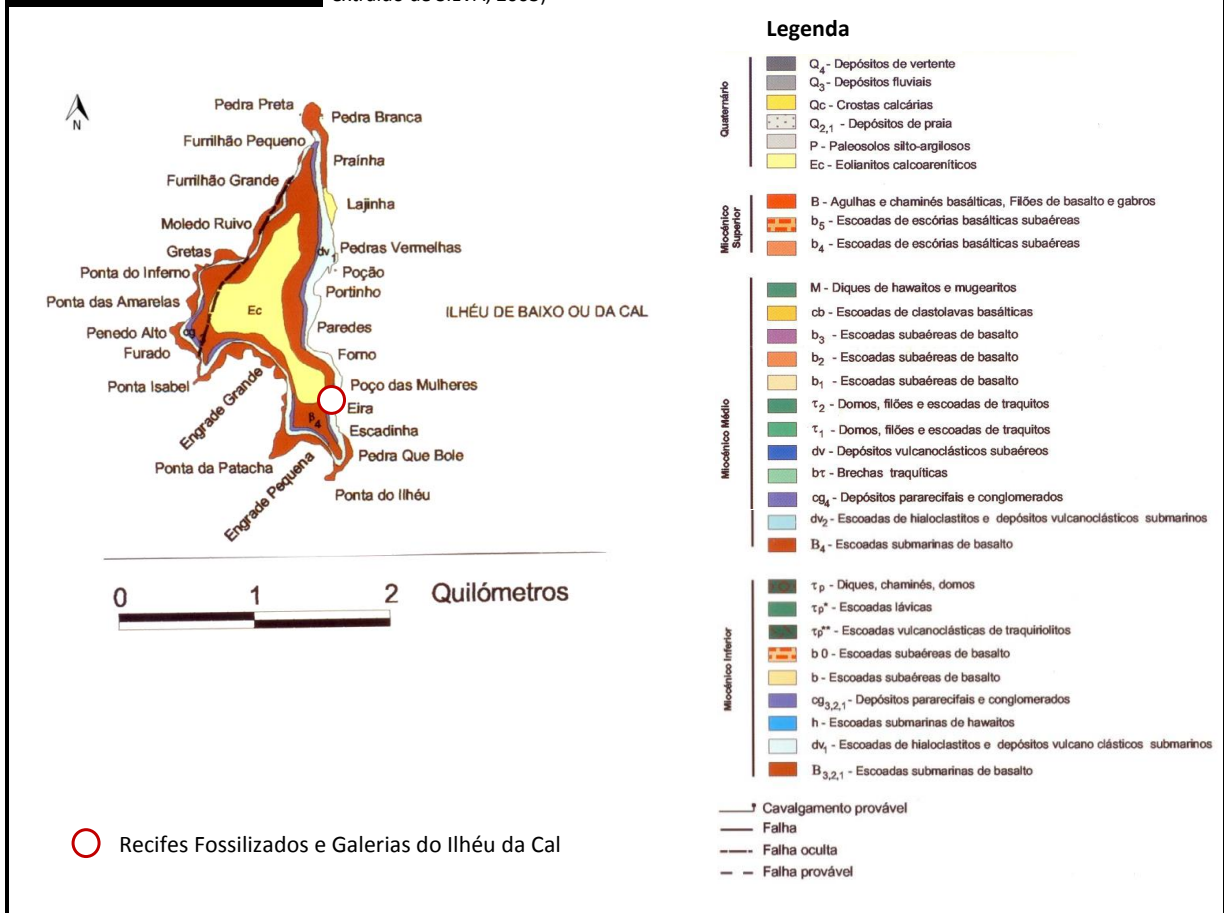 Legenda
Quaternário
Q4 - Depósitos de vertente
Q3 - Depósitos fluviais
Qc - Crostas calcárias
Q2,1 - Depósitos de praia
P - Paleosolos silto-argilosos
Ec - Eolianitos calcoareníticos
Miocénico Superior
B - Agulhas e chaminés basálticas, Filões de basalto e gabros
b5 - Escoadas de escórias basálticas subaéreas
b4 - Escoadas de escórias basálticas subaéreas
Miocénico Médio
M - Diques de hawaitos e mugearitos
cb - Escoadas de clastolavas basálticas
b3 - Escoadas subaéreas de basalto
b2 - Escoadas subaéreas de basalto
b1 - Escoadas subaéreas de basalto
τ2 - Domos, filões e escoadas de traquitos
τ1 - Domos, filões e escoadas de traquitos
dv - Depósitos vulcanoclásticos subaéreos
bτ - Brechas traquíticas
cg4 - Depósitos pararecifais e conglomerados
dv2 - Escoadas de hialoclastitos e depósitos vulcanoclásticos submarinos
B4 - Escoadas submarinas de basalto
Miocénico Inferior
τp - Diques, chaminés, domos
τp* - Escoadas lávicas
τp** - Escoadas vulcanoclásticas de traquiriolitos
b 0 - Escoadas subaéreas de basalto
b - Escoadas subaéreas de basalto
cg3,2,1 - Depósitos pararecifais e conglomerados
h - Escoadas submarinas de hawaitos
dv1 - Escoadas de hialoclastitos e depósitos vulcano clásticos submarinos
B3,2,1 - Escoadas submarinas de basalto
Cavalgamento provável
Falha
Falha oculta
Falha provável
N
Pedra Preta
Pedra Branca
Furrilhão Pequeno
Praínha
Furrilhão Grande
Lajinha
Moledo Ruivo
Gretas
dv1
Pedras Vermelhas
Ponta do Inferno
Poção
Portinho
Ponta das Amarelas
Ec
ILHÉU DE BAIXO OU DA CAL
Penedo Alto
cg
Paredes
Furado
Forno
Ponta Isabel
Poço das Mulheres
Engrade Grande
Eira
β4
Escadinha
Ponta da Patacha
Pedra Que Bole
Engrade Pequena
Ponta do Ilhéu
0 1 2 Quilómetros
Recifes Fossilizados e Galerias do Ilhéu da Cal